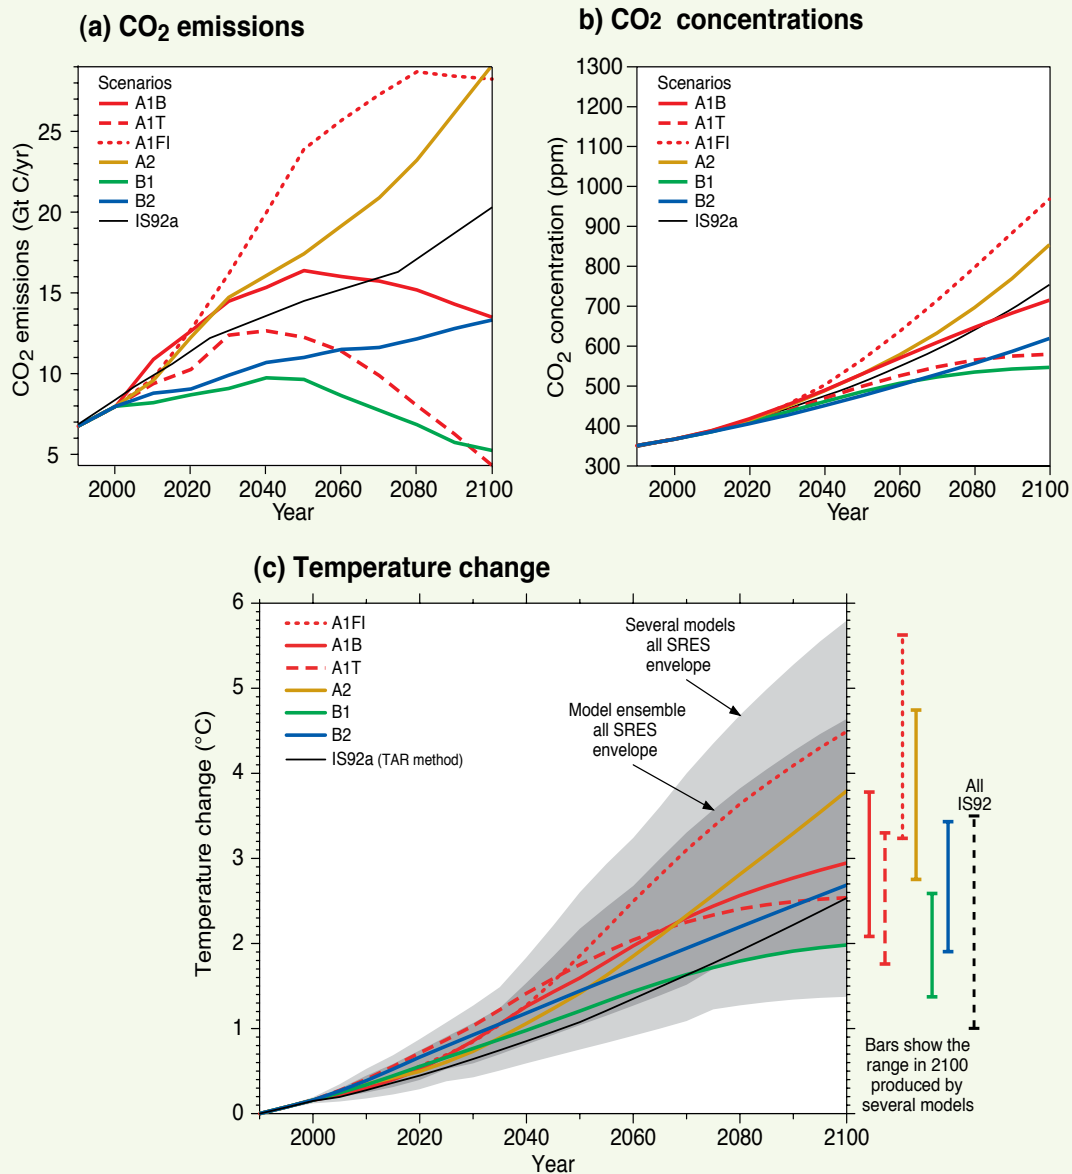 (a) CO2 emissions
Scenarios
A1B
A1T
A1FI
A2
B1
B2
IS92a
CO2 emissions (Gt C/yr)
25
20
15
10
5
2000 2020 2040 2060 2080 2100
Year
b) CO2 concentrations
Scenarios
A1B
A1T
A1FI
A2
B1
B2
IS92a
CO2 concentration (ppm)
1300
1200
1100
1000
900
800
700
600
500
400
300
2000 2020 2040 2060 2080 2100
Year
(c) Temperature change
A1FI
A1B
A1T
A2
B1
B2
IS92a (TAR method)
Several models
all SRES
envelope
Model ensemble
all SRES
envelope
Temperature change (°C)
6
5
4
3
2
1
0
2000 2020 2040 2060 2080 2100
Year
All
IS92
Bars show the
range in 2100
produced by
several models